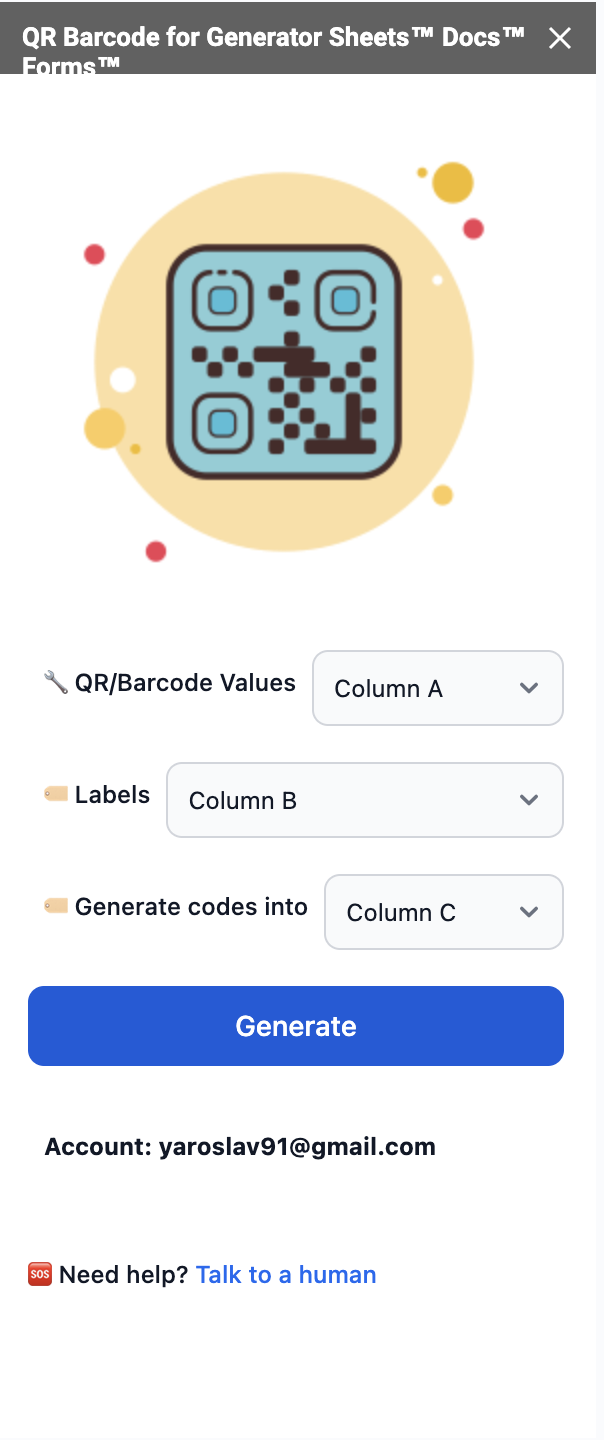 QR Barcode for Generator Sheets™ Docs™
Forms™
🔧 QR/Barcode Values
Column A
🏷️ Labels
Column B
🏷️ Generate codes into
Column C
Generate
Account: yaroslav91@gmail.com
🆘 Need help? Talk to a human